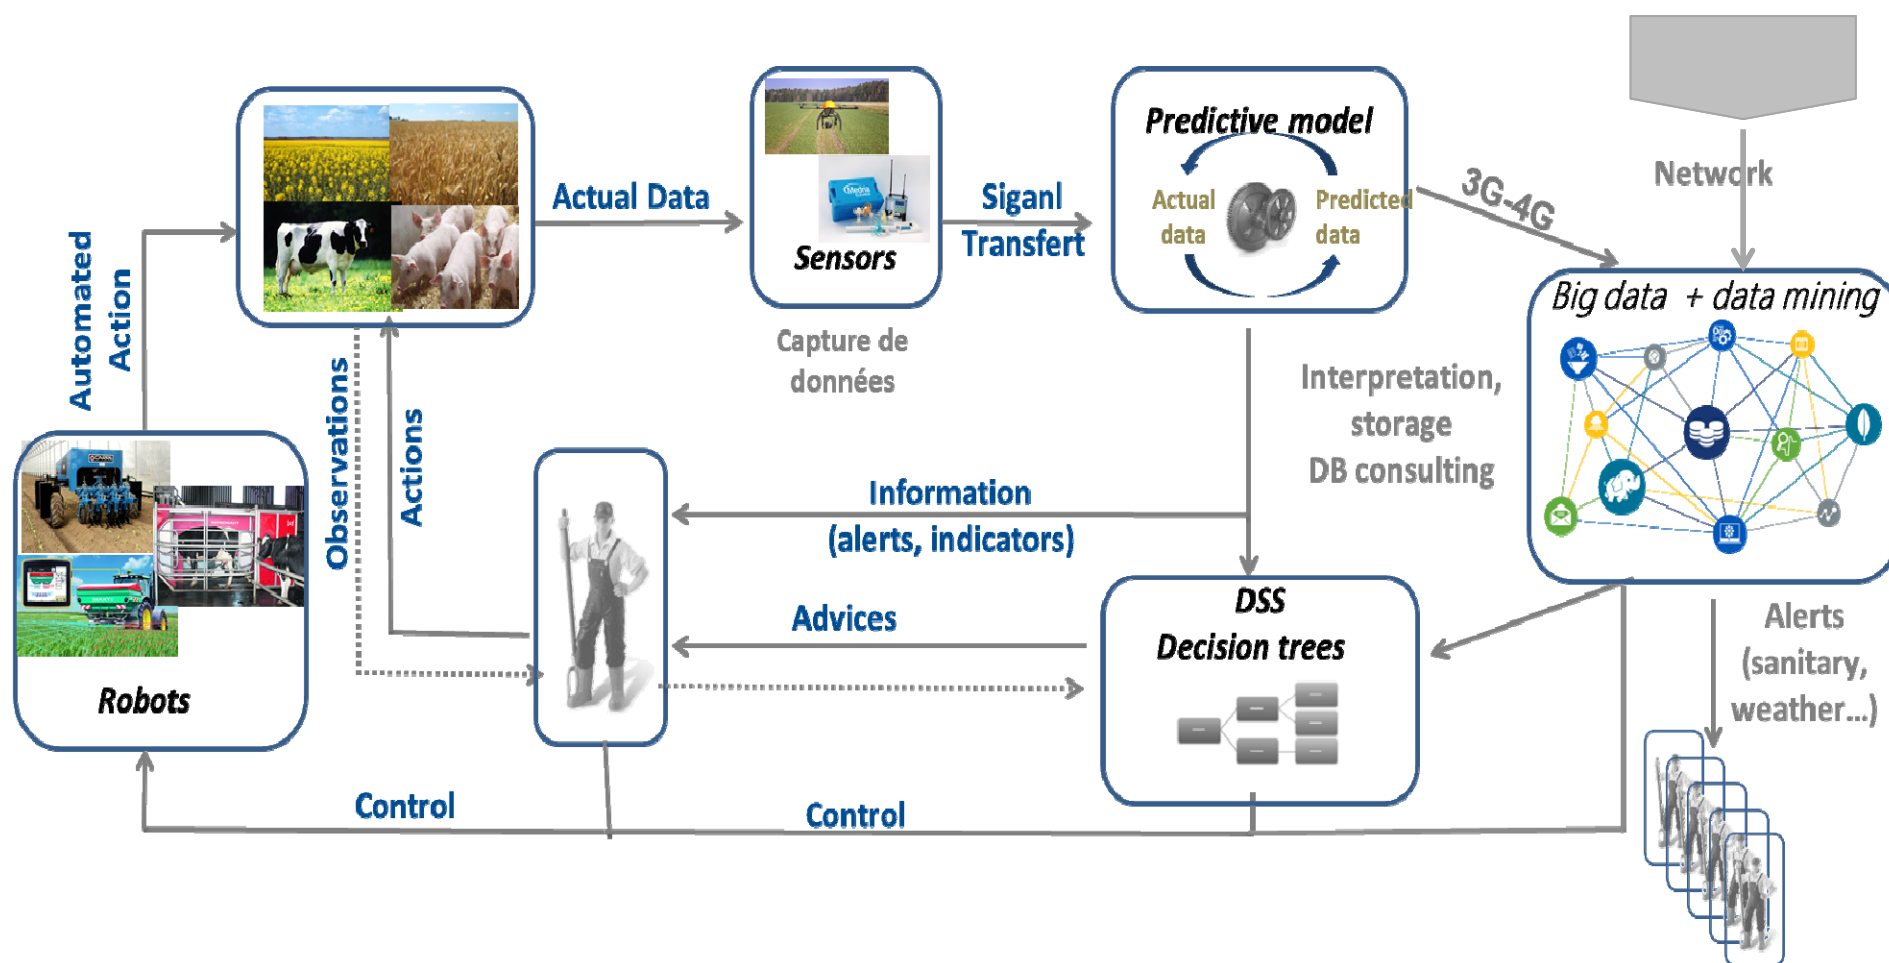 Predictive model
Actual
data
Predicted
data
Sensors
Medria
Actual Data
Siganl
Transfert
3G-4G
Network
Big data + data mining
Capture de
données
Automated
Action
Observations
Actions
Interpretation,
storage
DB consulting
Information
(alerts, indicators)
DSS
Decision trees
Advices
Alerts
(sanitary,
weather...)
Robots
Control
Control